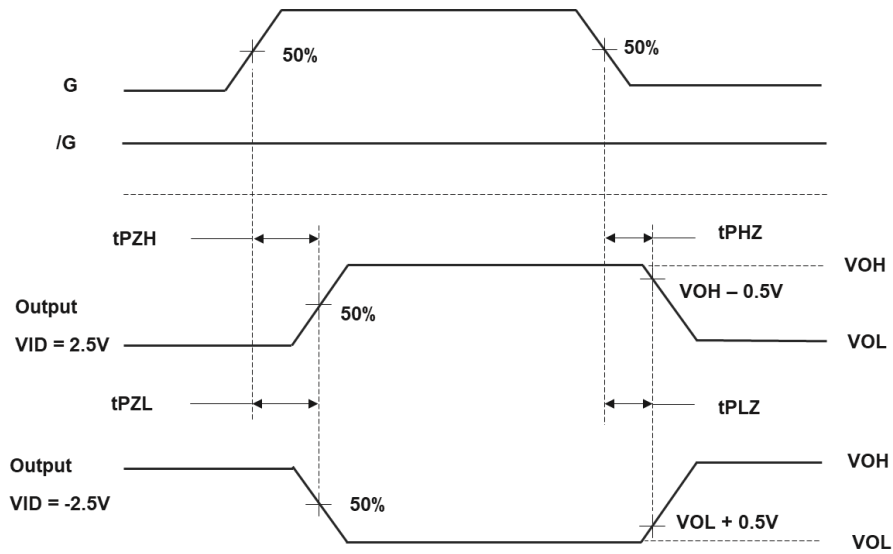 50%
50%
G
/G
tPZH
tPHZ
VOH
Output
VOH – 0.5V
50%
VID = 2.5V
VOL
tPZL
tPLZ
Output
VOH
VID = -2.5V
50%
VOL + 0.5V
VOL